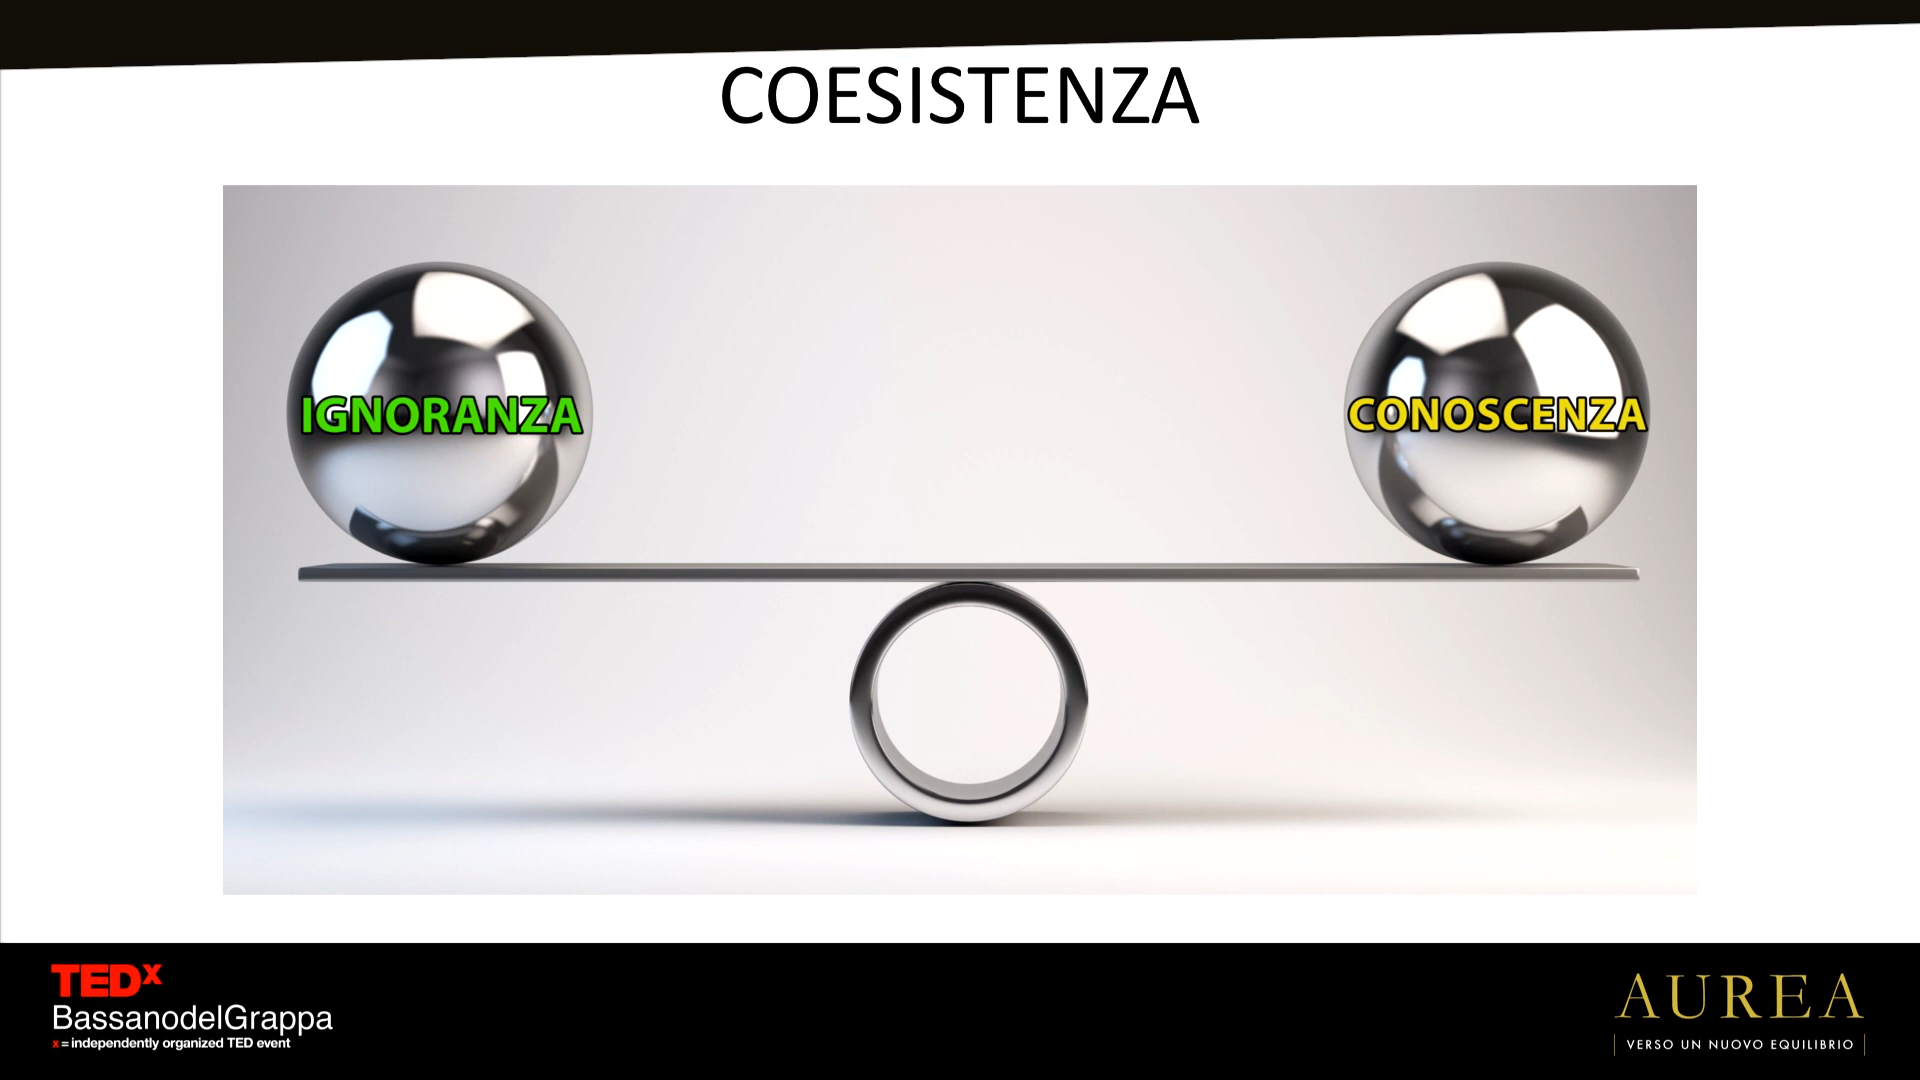 COESISTENZA
IGNORANZA
CONOSCENZA
TEDx
BassanodelGrappa
x = independently organized TED event
AUREA
VERSO UN NUOVO EQUILIBRIO